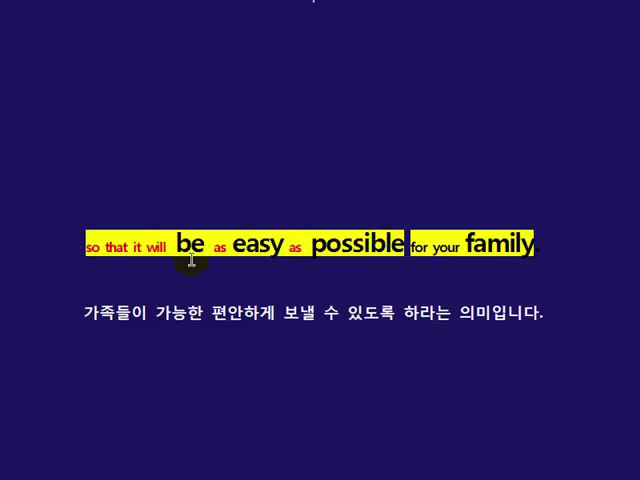 so that it will be as easy as possible for your family.
가족들이 가능한 편안하게 보낼 수 있도록 하라는 의미입니다.